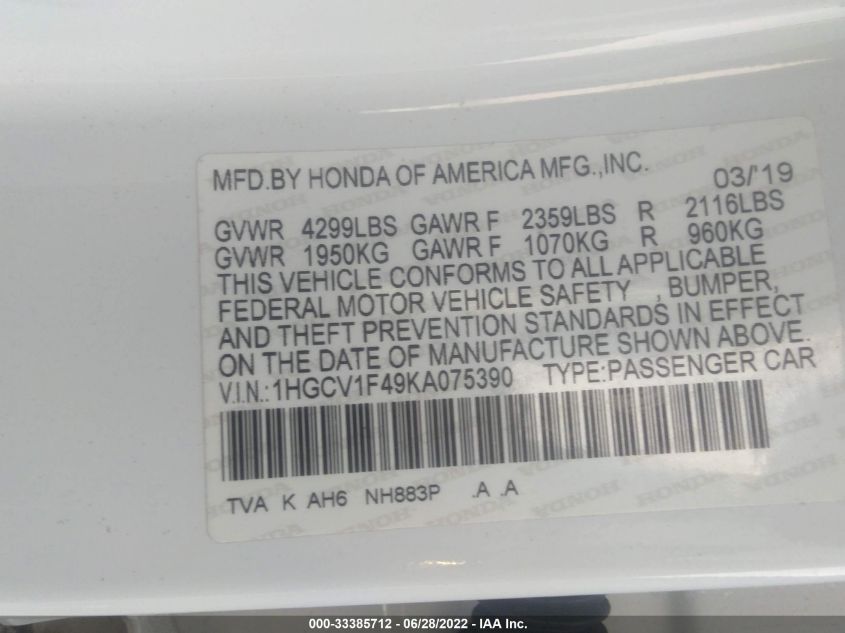 MFD.BY HONDA OF AMERICA MFG.,INC. 03/'19
GVWR 4299LBS GAWR F 2359LBS R 2116LBS
GVWR 1950KG GAWR F 1070KG R 960KG
THIS VEHICLE CONFORMS TO ALL APPLICABLE
FEDERAL MOTOR VEHICLE SAFETY , BUMPER,
AND THEFT PREVENTION STANDARDS IN EFFECT
ON THE DATE OF MANUFACTURE SHOWN ABOVE.
V.I.N.:1HGCV1F49KA075390 TYPE:PASSENGER CAR
TVA K AH6 NH883P .A .A
000-33385712 - 06/28/2022 - IAA Inc.